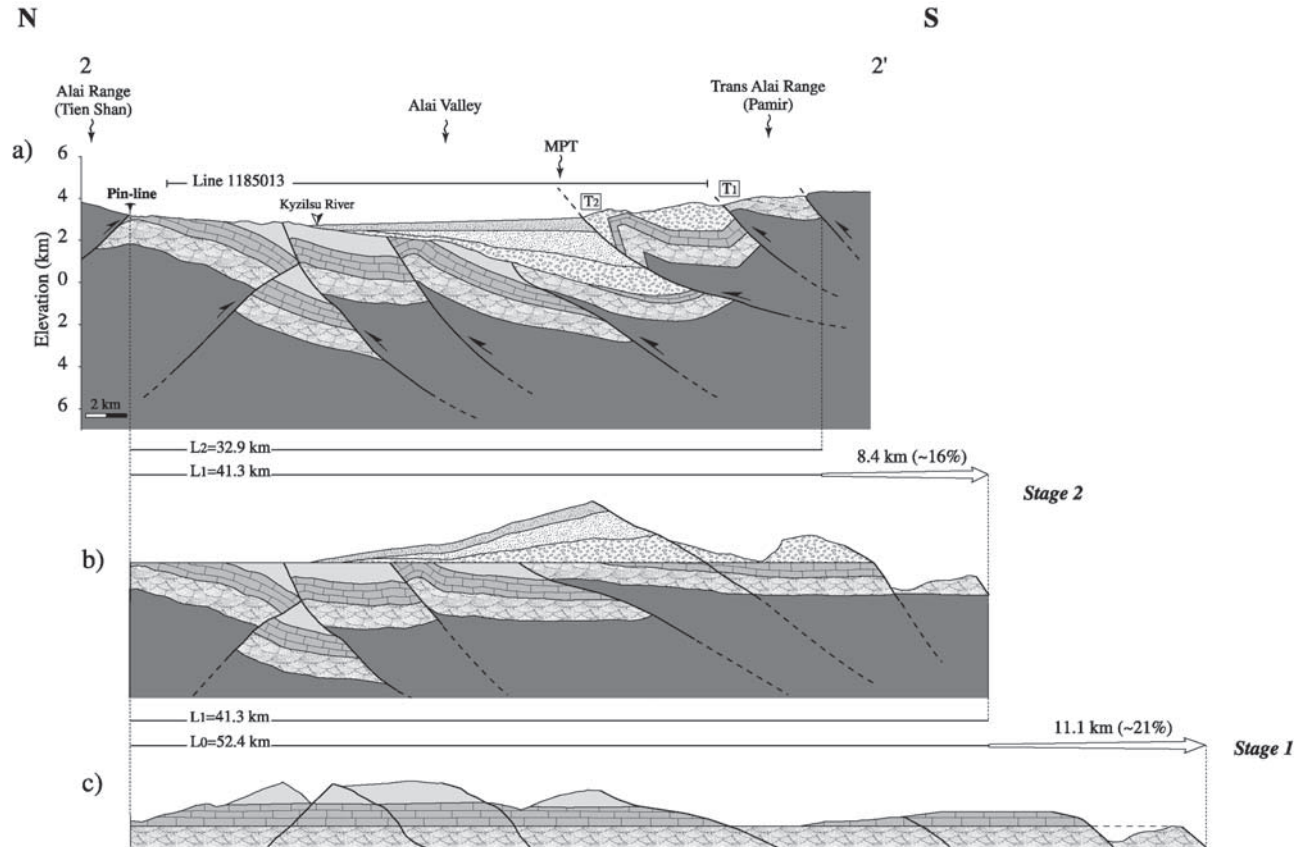 N
S
2
2'
Alai Range
(Tien Shan)
Alai Valley
Trans Alai Range
(Pamir)
MPT
a)
Elevation (km)
6
4
2
0
2
4
6
Pin-line
Line 1185013
Kyzilsu River
T2
T1
2 km
L2=32.9 km
L1=41.3 km
8.4 km (~16%)
Stage 2
b)
L1=41.3 km
L0=52.4 km
11.1 km (~21%)
Stage 1
c)